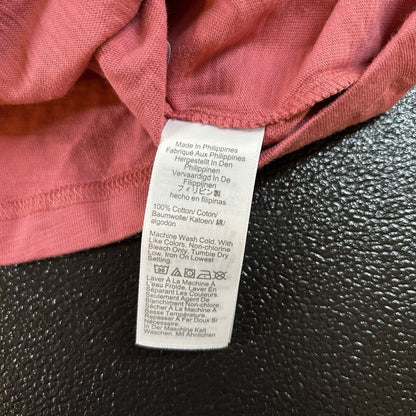 Made In Philippines
Fabriqué Aux Philippines
Hergestellt In Den
Philippinen
Vervaardigd In De
Filippijnen
フィリピン製
hecho en filipinas
100% Cotton/ Coton/
Baumwolle/ Katoen/ 綿/
algodón
Machine Wash Cold. With
Like Colors. Non-chlorine
Bleach Only. Tumble Dry
Low. Iron On Lowest
Setting.
Laver À La Machine À
L'eau Froide. Laver En
Séparant Les Couleurs.
Seulement Agent De
Blanchiment Non-chlore.
Sécher À La Machine À
Basse Température.
Repasser À Fer Doux Si
Nécessaire.
In Der Maschine Kalt
Waschen. Mit Ähnlichen